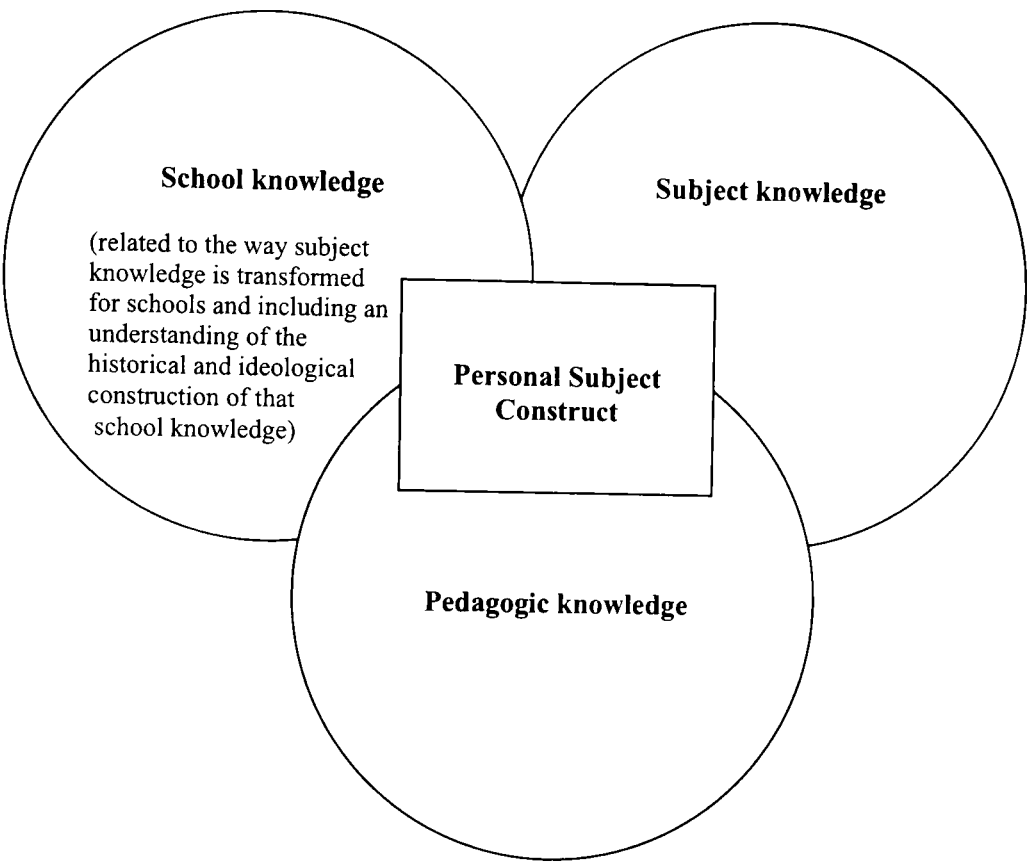 School knowledge
(related to the way subject
knowledge is transformed
for schools and including an
understanding of the
historical and ideological
construction of that
school knowledge)
Subject knowledge
Personal Subject
Construct
Pedagogic knowledge